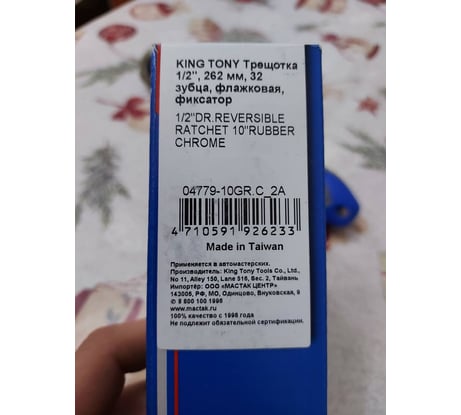 KING TONY Трещотка
1/2", 262 мм, 32
зубца, флажковая,
фиксатор
1/2"DR.REVERSIBLE
RATCHET 10"RUBBER
CHROME
04779-10GR.C_2A
4 710591 926233
Made in Taiwan
Применяется в автомастерских.
Производитель: King Tony Tools Co., Ltd.,
No 11, Alley 150, Lane 516, Sec. 2, Тайвань
Импортёр: ООО «МАСТАК ЦЕНТР»
143005, РФ, МО, Одинцово, Внуковская, 9
✆ 8 800 100 1998
www.mactak.ru
100% качество с 1998 года
Не подлежит обязательной сертификации.